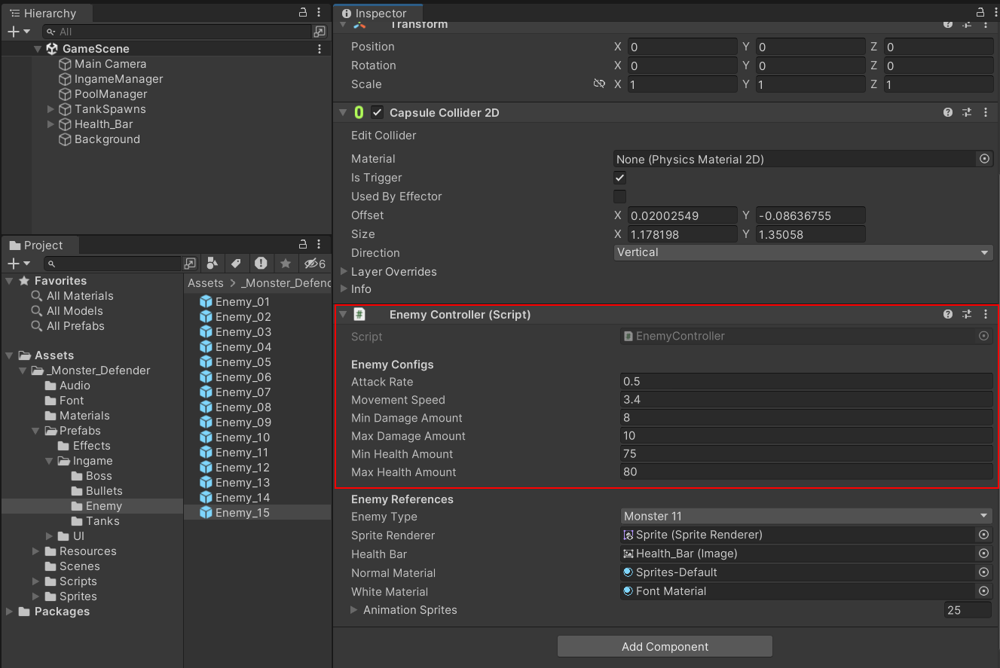 Hierarchy
All
GameScene
Main Camera
IngameManager
PoolManager
TankSpawns
Health_Bar
Background
Project
6
Favorites
All Materials
All Models
All Prefabs
Assets
_Monster_Defender
Audio
Font
Materials
Prefabs
Effects
Ingame
Boss
Bullets
Enemy
Tanks
UI
Resources
Scenes
Scripts
Sprites
Packages
Assets > _Monster_Defend
Enemy_01
Enemy_02
Enemy_03
Enemy_04
Enemy_05
Enemy_06
Enemy_07
Enemy_08
Enemy_09
Enemy_10
Enemy_11
Enemy_12
Enemy_13
Enemy_14
Enemy_15
Inspector
Transform
Position X 0 Y 0 Z 0
Rotation X 0 Y 0 Z 0
Scale X 1 Y 1 Z 1
Capsule Collider 2D
Edit Collider
Material None (Physics Material 2D)
Is Trigger
Used By Effector
Offset X 0.02002549 Y -0.08636755
Size X 1.178198 Y 1.35058
Direction Vertical
Layer Overrides
Info
# Enemy Controller (Script)
Script # EnemyController
Enemy Configs
Attack Rate 0.5
Movement Speed 3.4
Min Damage Amount 8
Max Damage Amount 10
Min Health Amount 75
Max Health Amount 80
Enemy References
Enemy Type Monster 11
Sprite Renderer Sprite (Sprite Renderer)
Health Bar Health_Bar (Image)
Normal Material Sprites-Default
White Material Font Material
Animation Sprites 25
Add Component